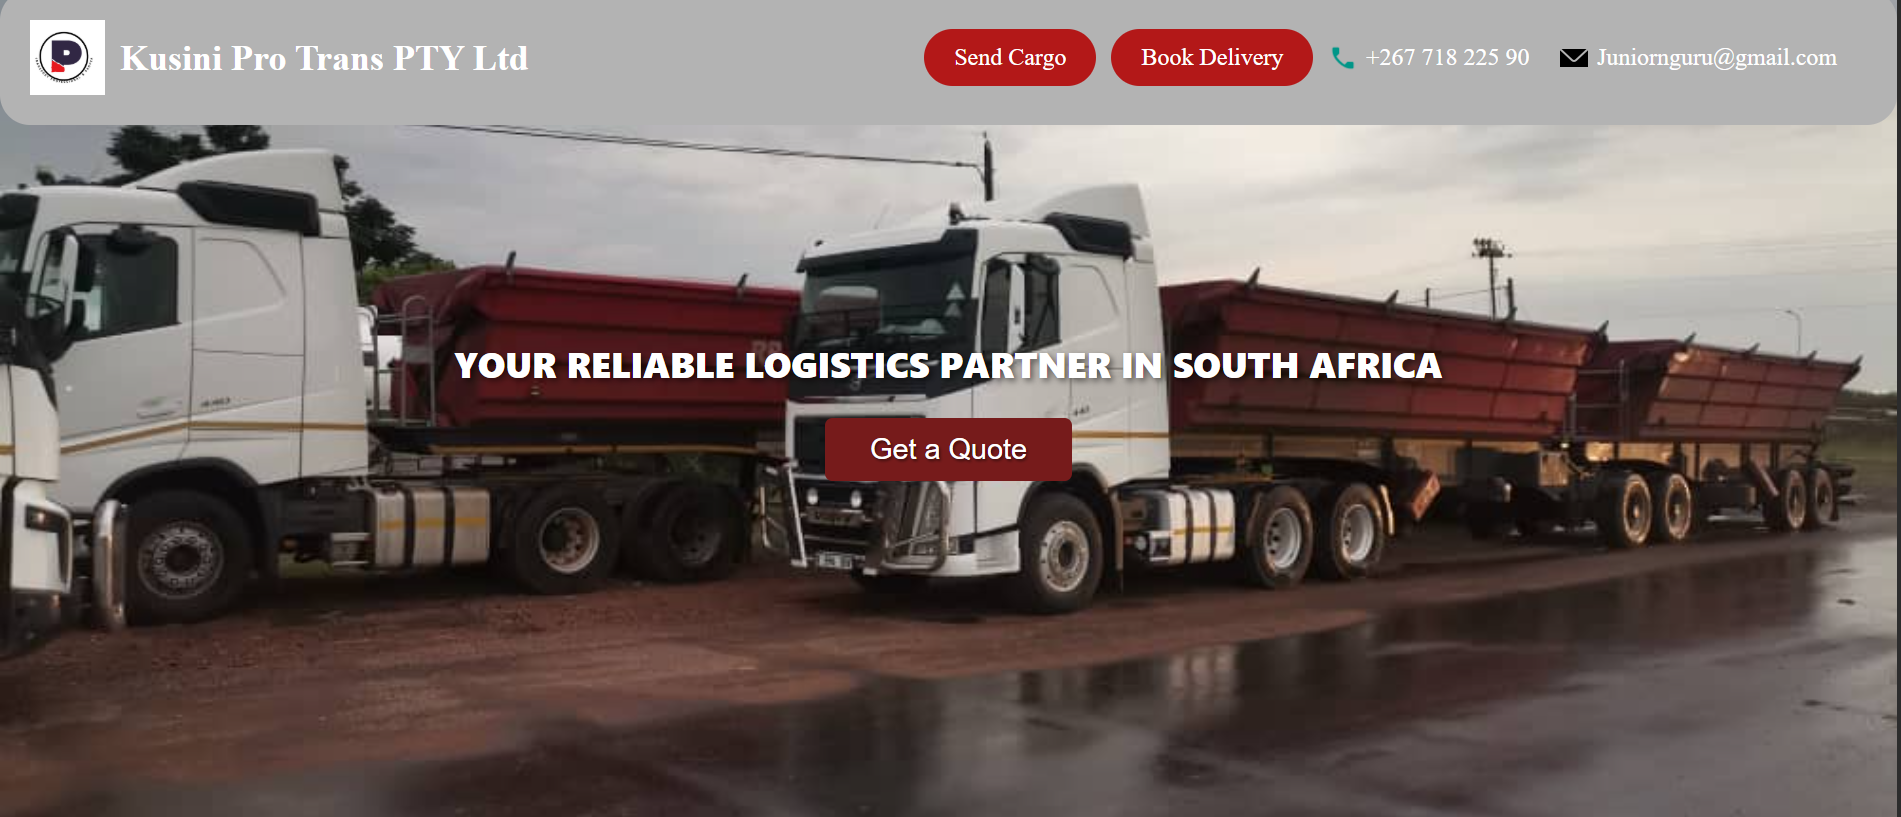 Kusini Pro Trans PTY Ltd
Send Cargo
Book Delivery
+267 718 225 90
Juniornguru@gmail.com
YOUR RELIABLE LOGISTICS PARTNER IN SOUTH AFRICA
Get a Quote